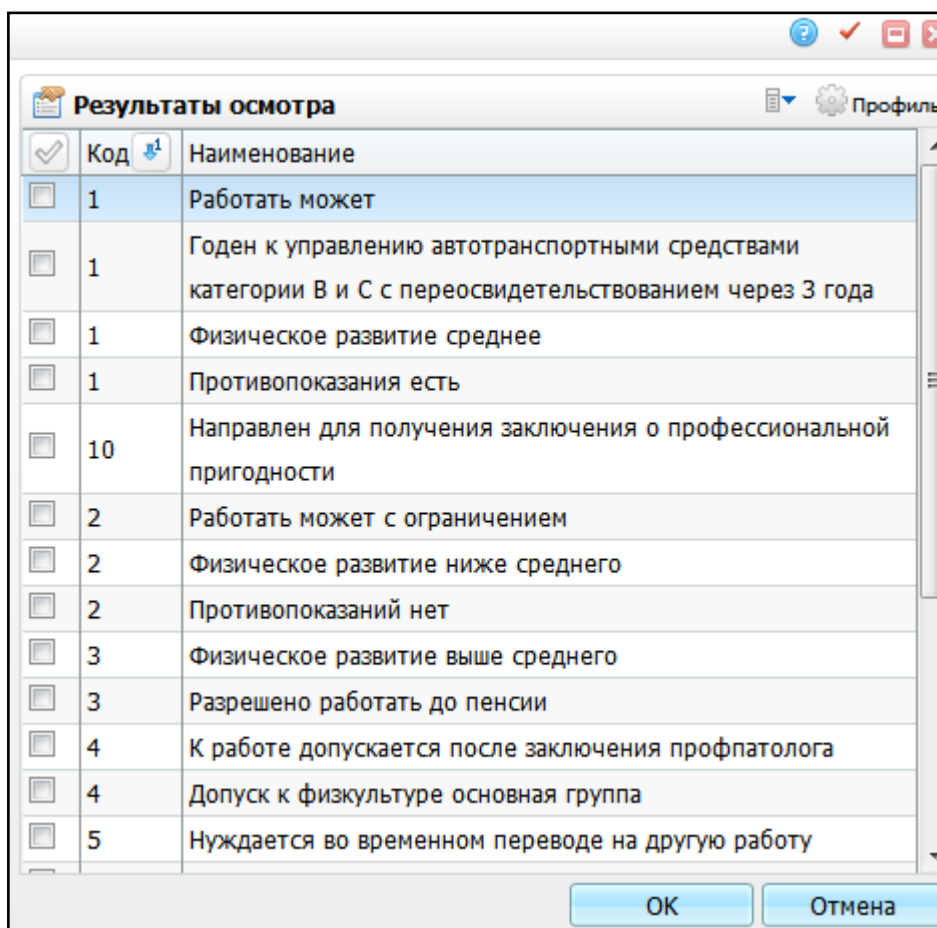 Результаты осмотра
Профиль
Код 1 Наименование
1 Работать может
Годен к управлению автотранспортными средствами
1
категории В и С с переосвидетельствованием через 3 года
1 Физическое развитие среднее
1 Противопоказания есть
Направлен для получения заключения о профессиональной
10
пригодности
2 Работать может с ограничением
2 Физическое развитие ниже среднего
2 Противопоказаний нет
3 Физическое развитие выше среднего
3 Разрешено работать до пенсии
4 К работе допускается после заключения профпатолога
4 Допуск к физкультуре основная группа
5 Нуждается во временном переводе на другую работу
ОК Отмена